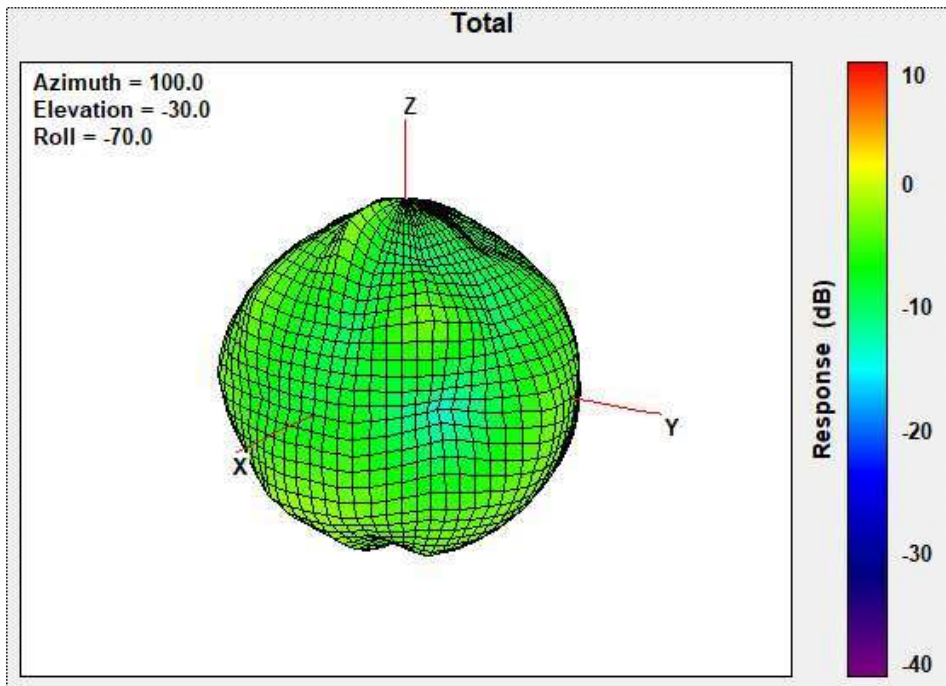 Total
Azimuth = 100.0
Elevation = -30.0
Roll = -70.0
Z
Y
X
10
0
-10
-20
-30
-40
Response (dB)